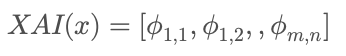 XAI(x) = [ϕ₁,₁, ϕ₁,₂, , ϕₘ,ₙ]